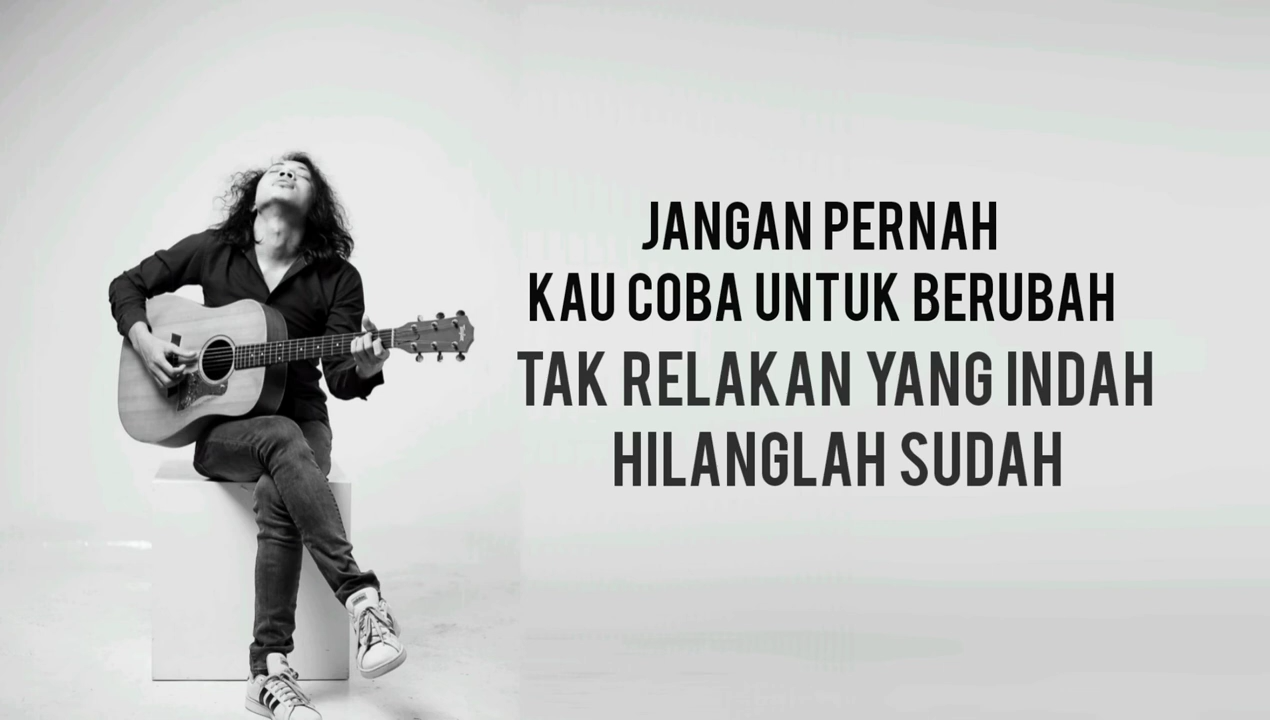 JANGAN PERNAH
KAU COBA UNTUK BERUBAH
TAK RELAKAN YANG INDAH
HILANGLAH SUDAH